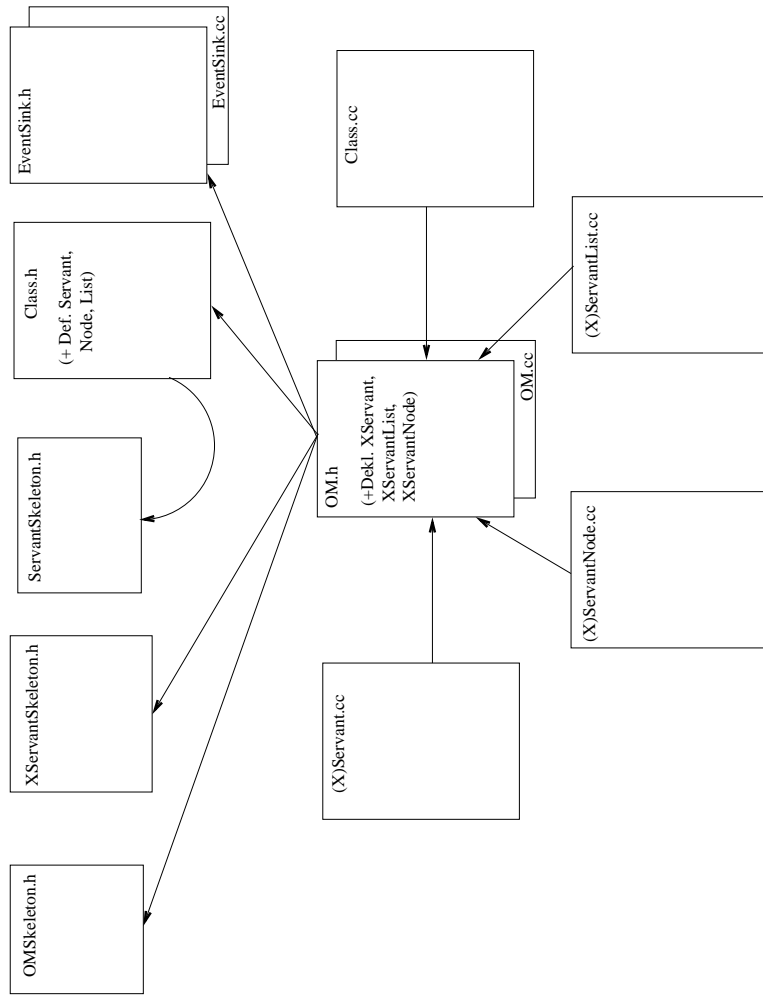 OMSkeleton.h
XServantSkeleton.h
ServantSkeleton.h
Class.h
(+ Def. Servant,
Node, List)
EventSink.h
EventSink.cc
(X)Servant.cc
OM.h
(+Dekl. XServant,
XServantList,
XServantNode)
OM.cc
Class.cc
(X)ServantNode.cc
(X)ServantList.cc